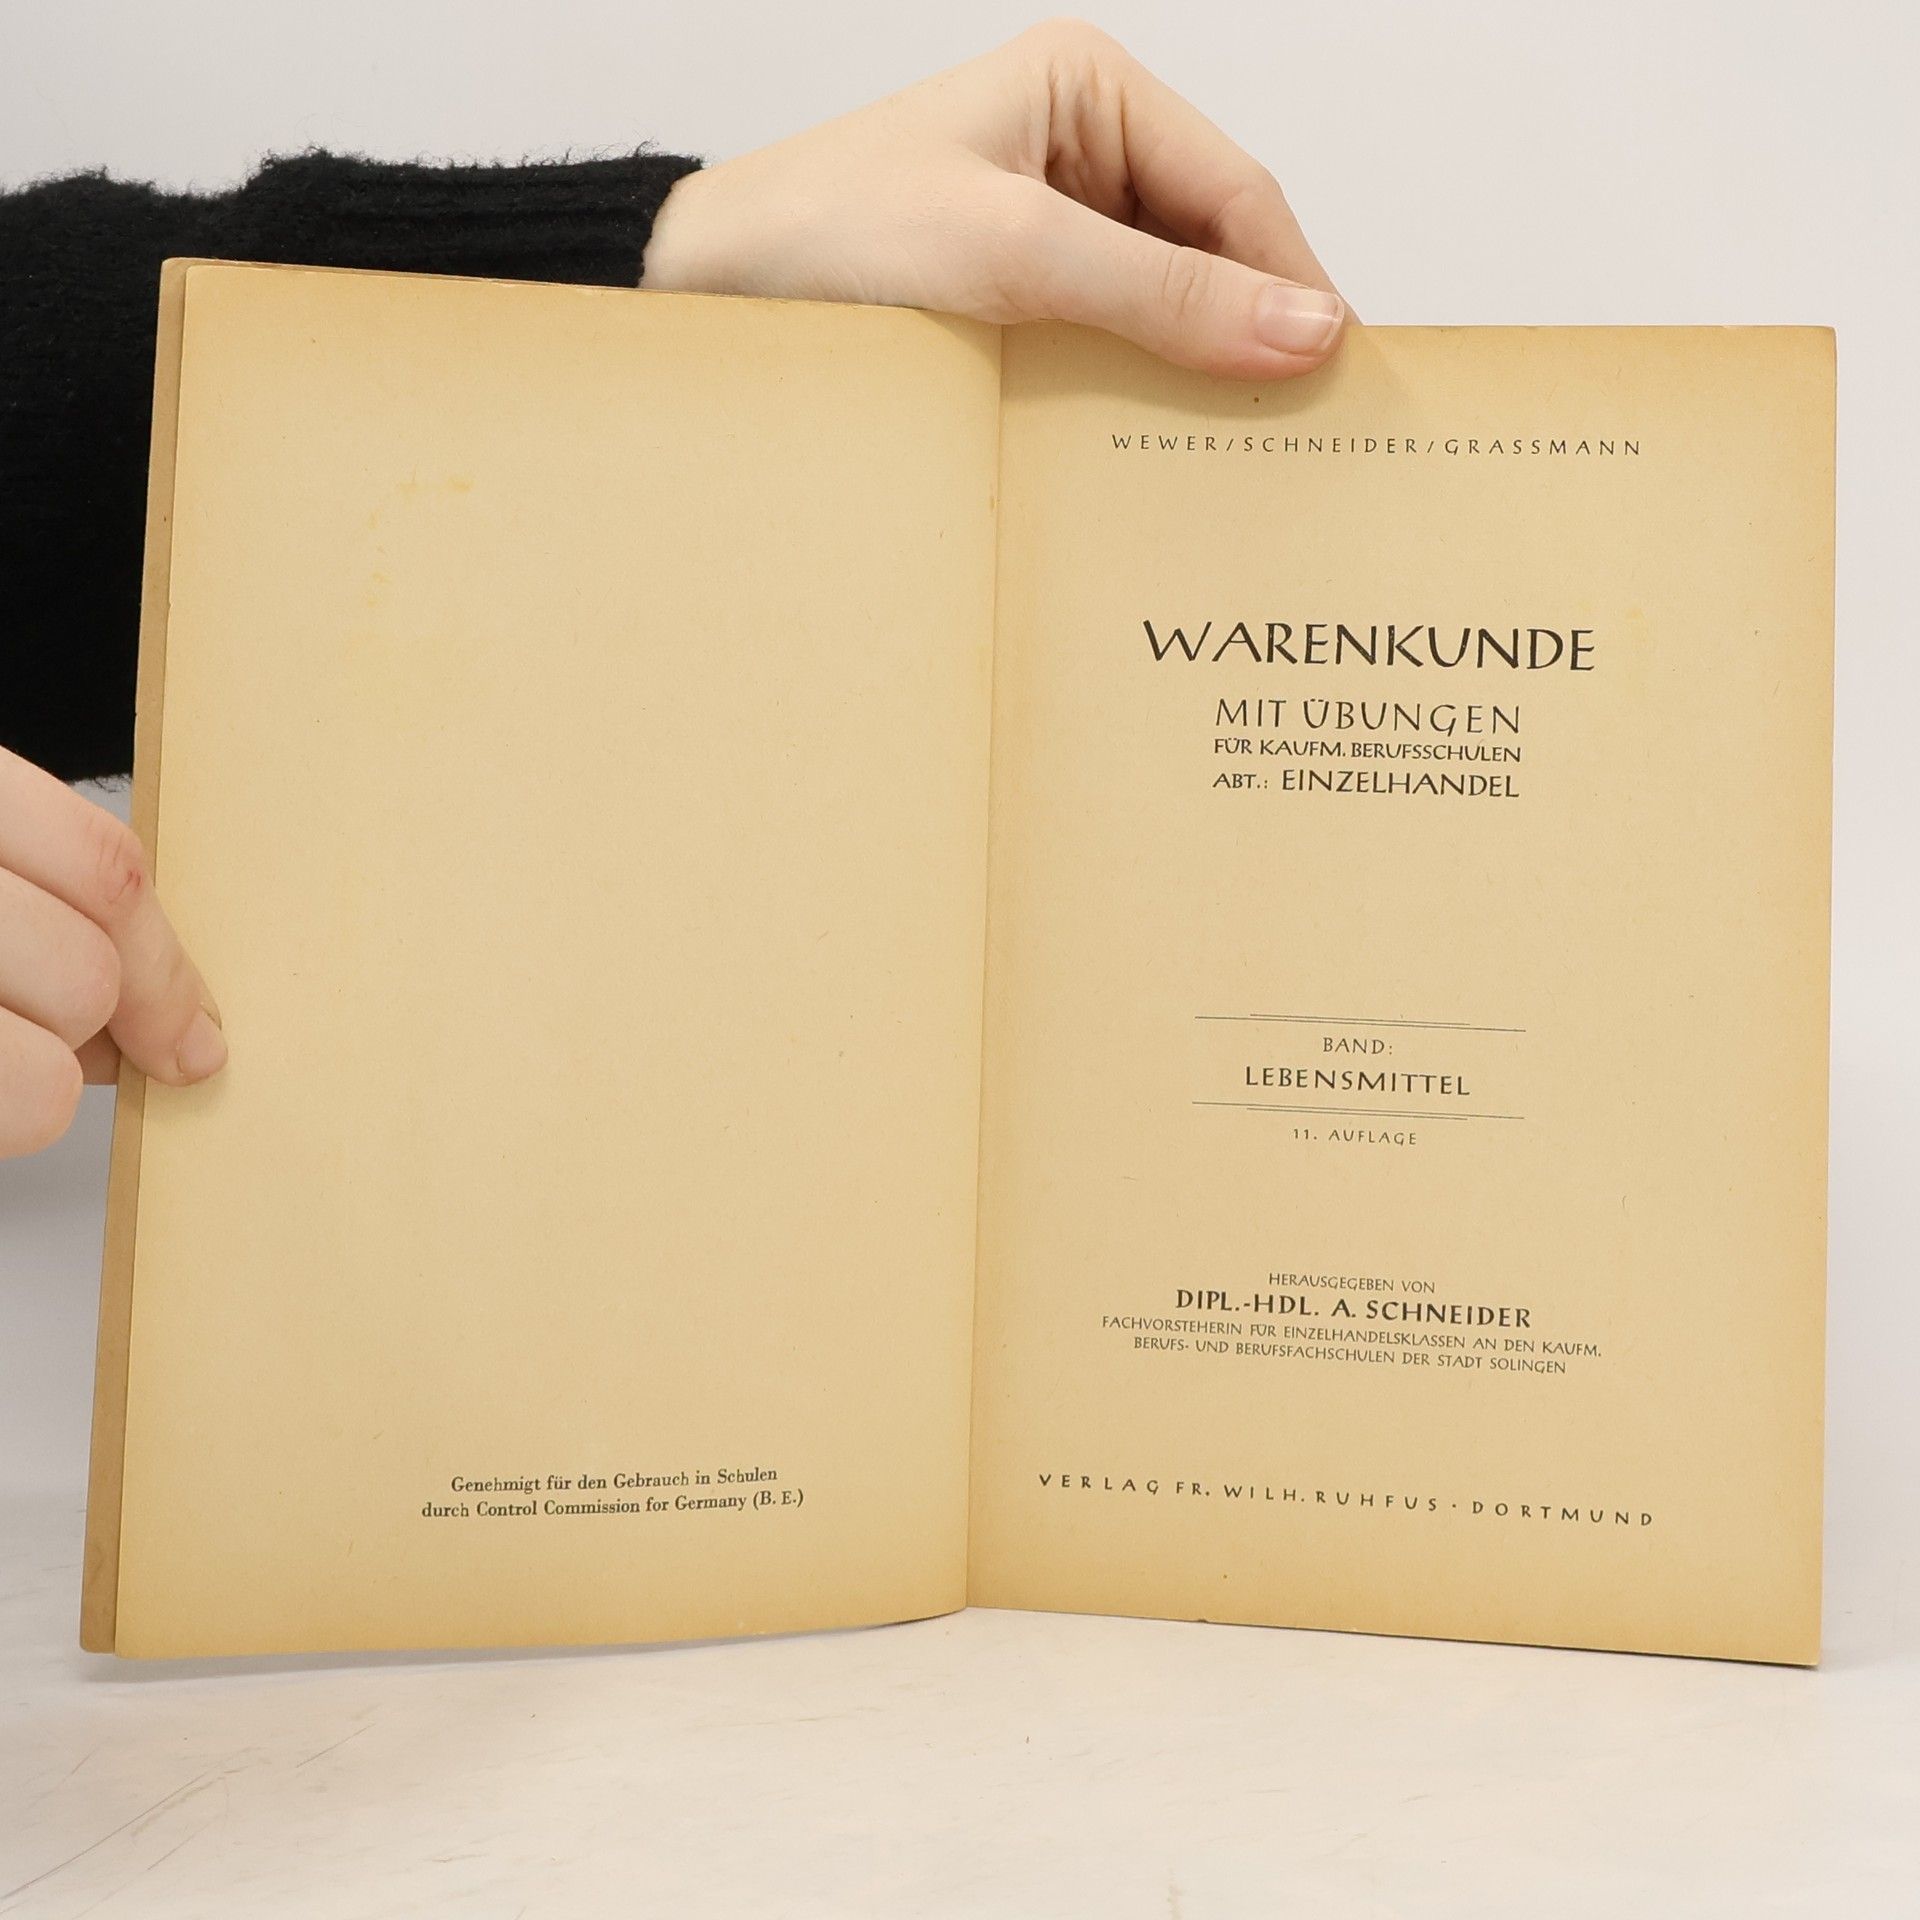 Genehmigt für den Gebrauch in Schulen
durch Control Commission for Germany (B. E.)
WEWER/SCHNEIDER/GRASSMANN
WARENKUNDE
MIT ÜBUNGEN
FÜR KAUFM. BERUFSSCHULEN
ABT.: EINZELHANDEL
BAND:
LEBENSMITTEL
11. AUFLAGE
HERAUSGEGEBEN VON
DIPL.-HDL. A. SCHNEIDER
FACHVORSTEHERIN FÜR EINZELHANDELSKLASSEN AN DEN KAUFM.
BERUFS- UND BERUFSFACHSCHULEN DER STADT SOLINGEN
VERLAG FR. WILH. RUHFUS · DORTMUND